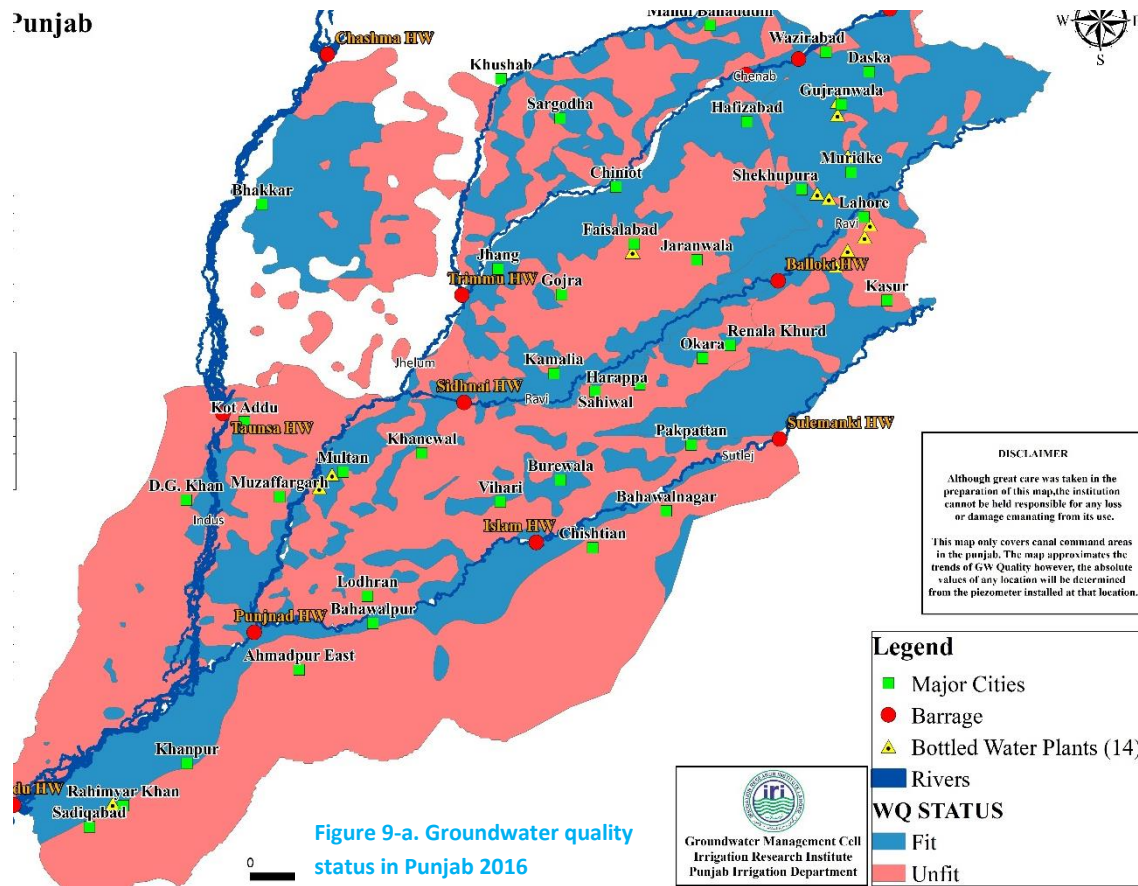 Punjab
Mandi Bahauddin
Chashma HW
Wazirabad
W
S
Khushab
Chenab
Daska
Sargodha
Gujranwala
Hafizabad
Chiniot
Muridke
Shekhupura
Bhakkar
Lahore
Ravi
Faisalabad
Jaranwala
Jhang
Balloki HW
Trimmu HW
Gojra
Kasur
Renala Khurd
Okara
Jhelum
Kamalia
Harappa
Sidhnai HW
Ravi
Sahiwal
Kot Addu
Taunsa HW
Sulemanki HW
Khanewal
Pakpattan
Sutlej
Multan
Burewala
D.G. Khan
Muzaffargarh
Vihari
Bahawalnagar
Indus
Islam HW
Chishtian
Lodhran
Bahawalpur
Punjnad HW
Ahmadpur East
Khanpur
du HW
Rahimyar Khan
Sadiqabad
DISCLAIMER
Although great care was taken in the
preparation of this map,the institution
cannot be held responsible for any loss
or damage emanating from its use.
This map only covers canal command areas
in the punjab. The map approximates the
trends of GW Quality however, the absolute
values of any location will be determined
from the piezometer installed at that location.
Legend
Major Cities
Barrage
Bottled Water Plants (14)
Rivers
WQ STATUS
Fit
Unfit
iri
Groundwater Management Cell
Irrigation Research Institute
Punjab Irrigation Department
0
Figure 9-a. Groundwater quality
status in Punjab 2016